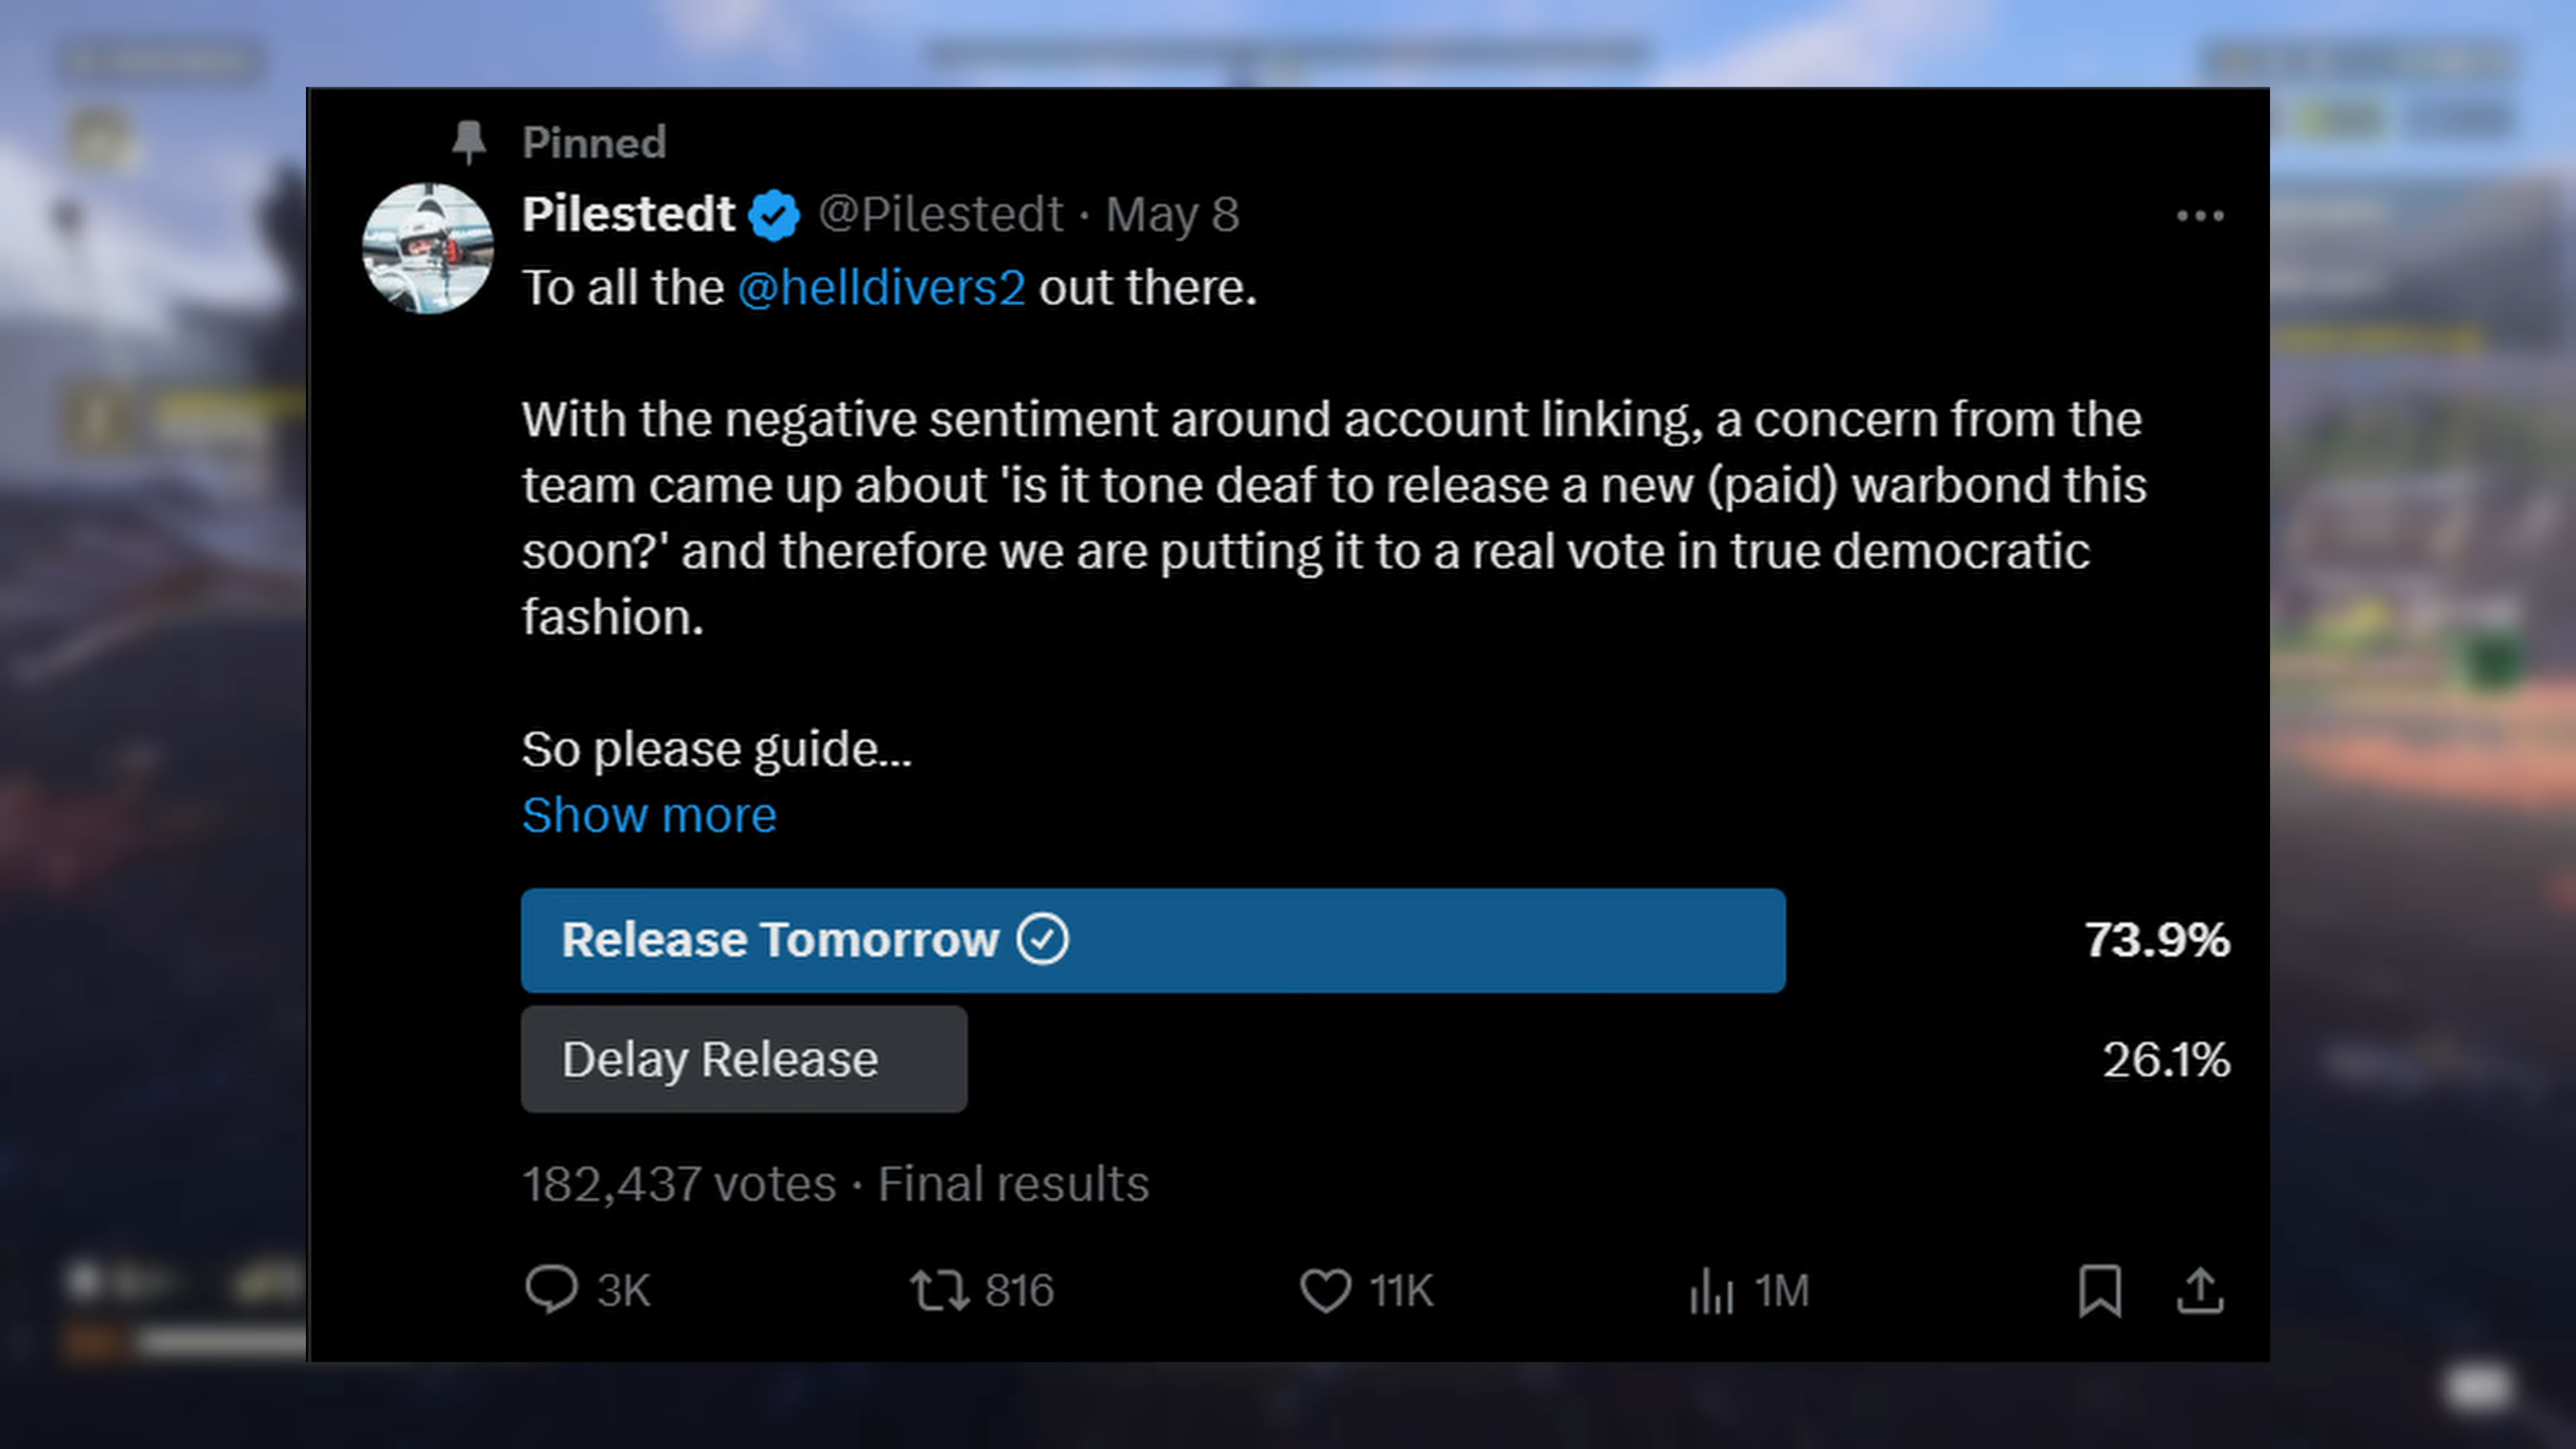 Pinned
Pilestedt @Pilestedt · May 8
To all the @helldivers2 out there.
With the negative sentiment around account linking, a concern from the
team came up about 'is it tone deaf to release a new (paid) warbond this
soon?' and therefore we are putting it to a real vote in true democratic
fashion.
So please guide...
Show more
Release Tomorrow 73.9%
Delay Release 26.1%
182,437 votes · Final results
3K 816 11K 1M